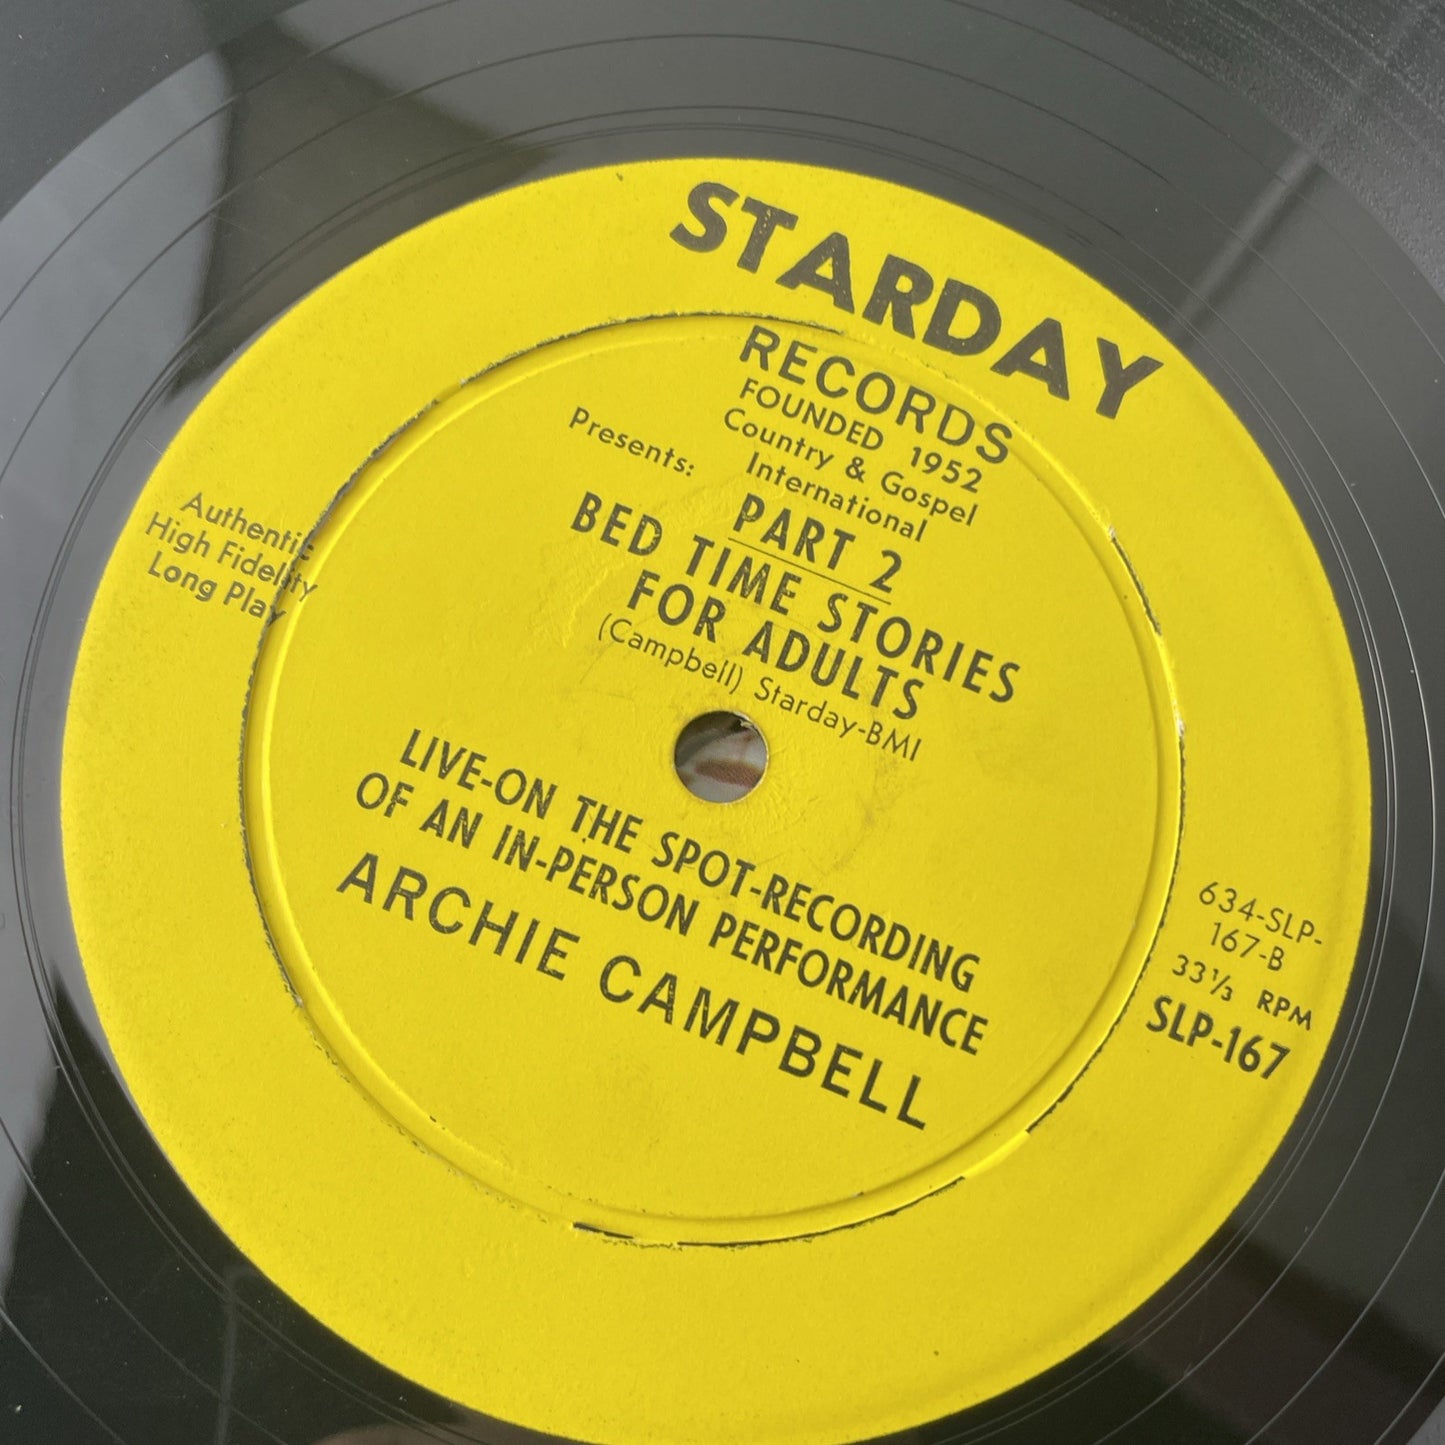 STARDAY
RECORDS
FOUNDED 1952
Country & Gospel
International
Presents:
PART 2
BED TIME STORIES
FOR ADULTS
(Campbell) Starday-BMI
Authentic
High Fidelity
Long Play
LIVE-ON THE SPOT-RECORDING
OF AN IN-PERSON PERFORMANCE
ARCHIE CAMPBELL
634-SLP-
167-B
33⅓ RPM
SLP-167